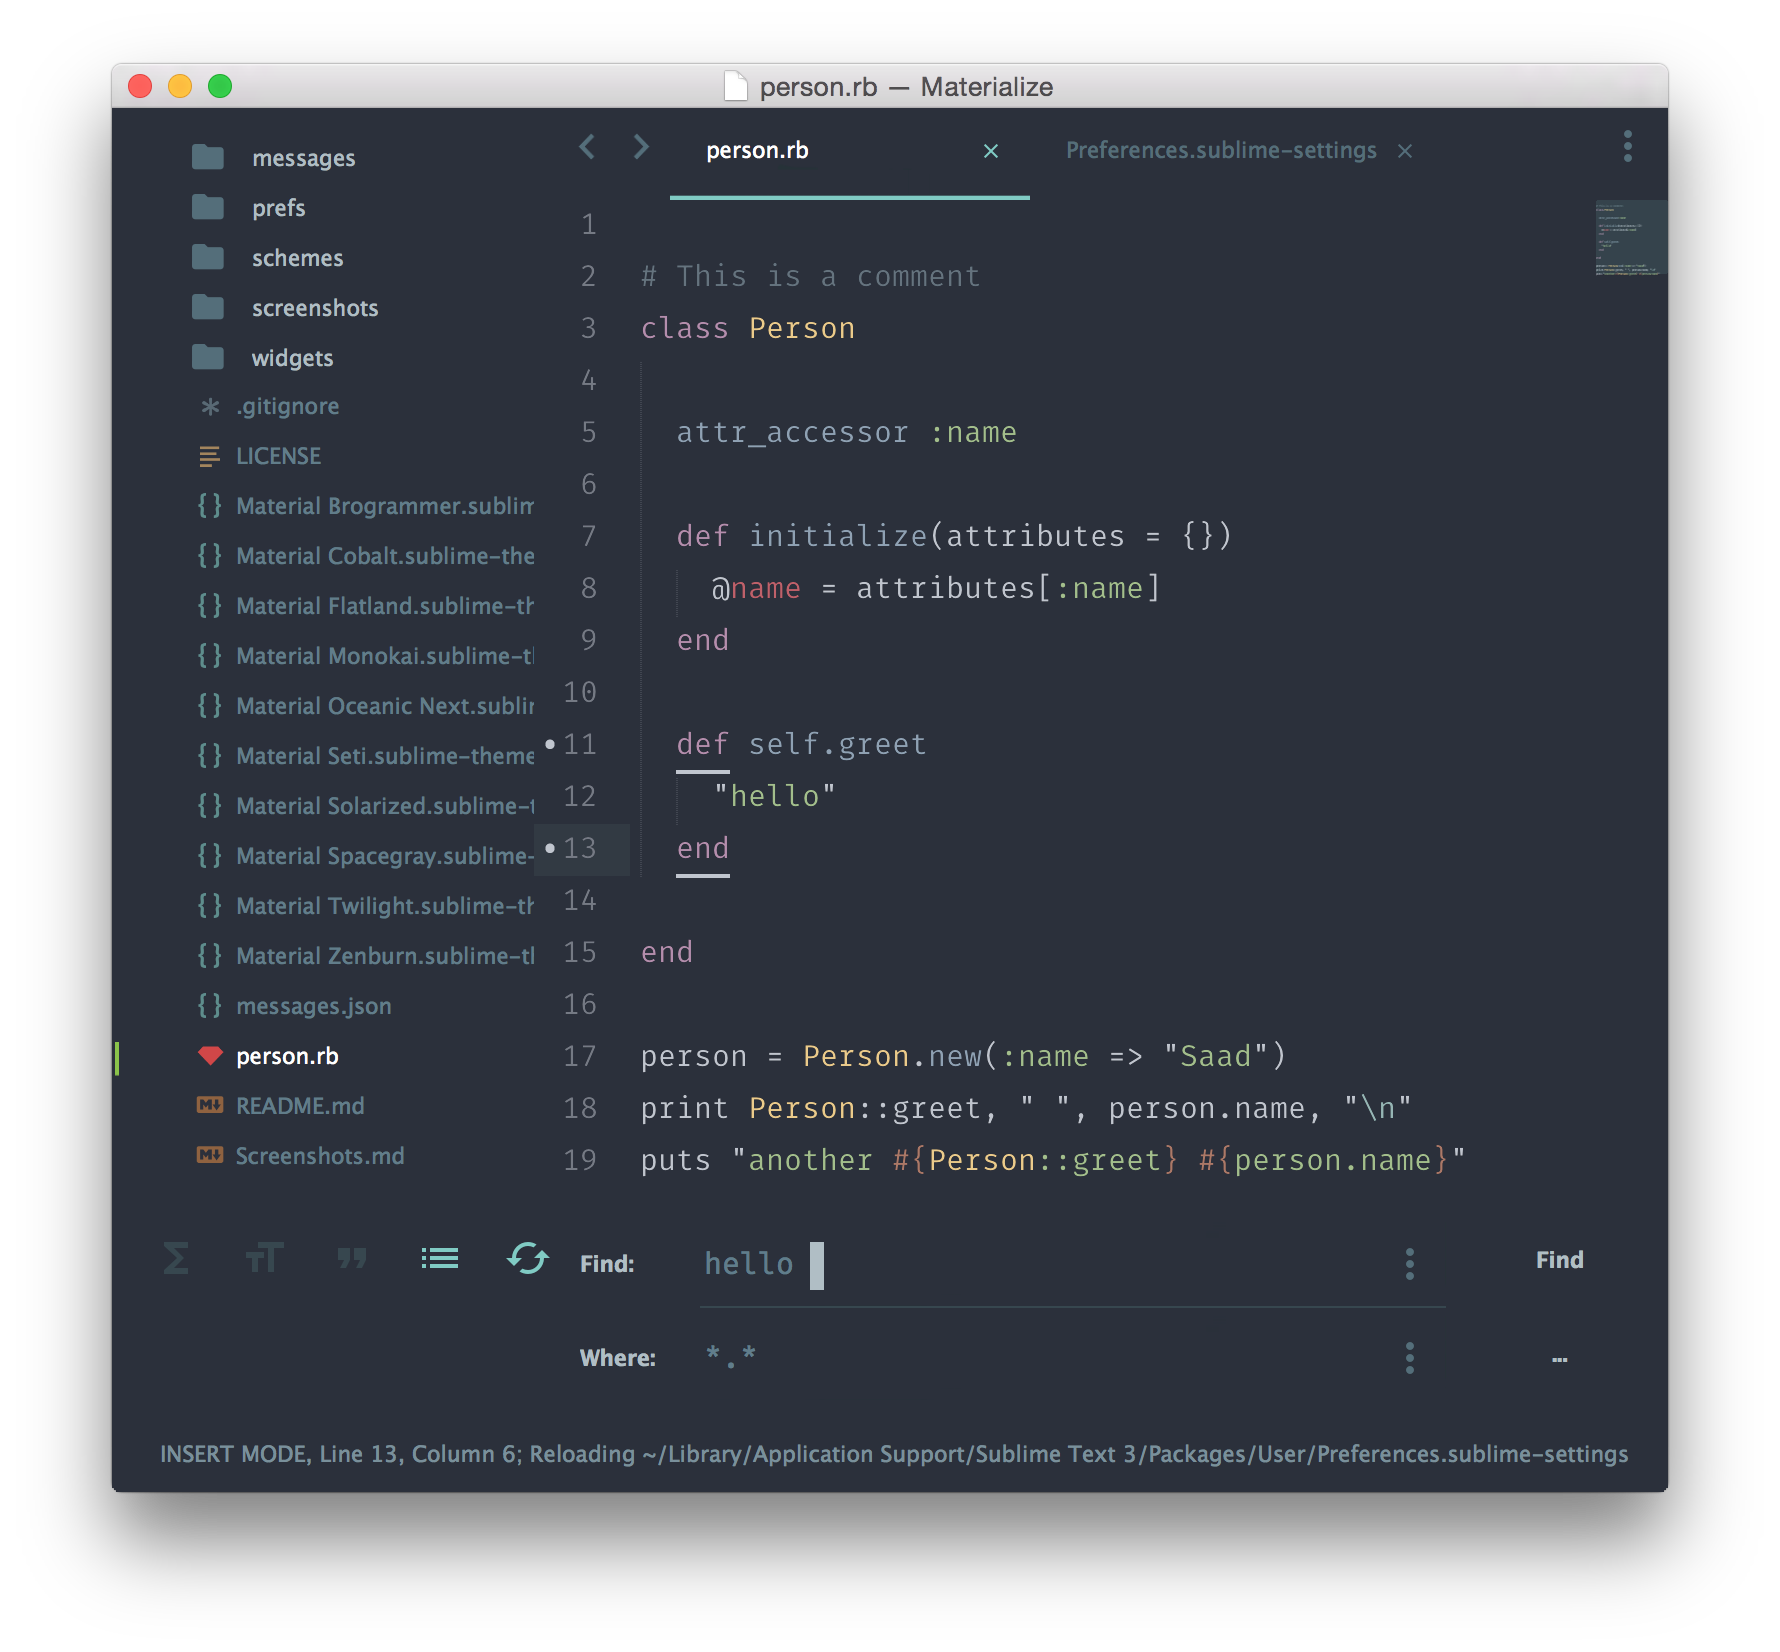 person.rb — Materialize
messages
prefs
schemes
screenshots
widgets
.gitignore
LICENSE
{} Material Brogrammer.sublim
{} Material Cobalt.sublime-the
{} Material Flatland.sublime-th
{} Material Monokai.sublime-t
{} Material Oceanic Next.sublir
{} Material Seti.sublime-theme
{} Material Solarized.sublime-t
{} Material Spacegray.sublime-
{} Material Twilight.sublime-th
{} Material Zenburn.sublime-tl
{} messages.json
person.rb
README.md
Screenshots.md
person.rb × Preferences.sublime-settings ×
1
2 # This is a comment
3 class Person
4
5 attr_accessor :name
6
7 def initialize(attributes = {})
8 @name = attributes[:name]
9 end
10
11 def self.greet
12 "hello"
13 end
14
15 end
16
17 person = Person.new(:name => "Saad")
18 print Person::greet, " ", person.name, "\n"
19 puts "another #{Person::greet} #{person.name}"
Find: hello Find
Where: *.* ...
INSERT MODE, Line 13, Column 6; Reloading ~/Library/Application Support/Sublime Text 3/Packages/User/Preferences.sublime-settings